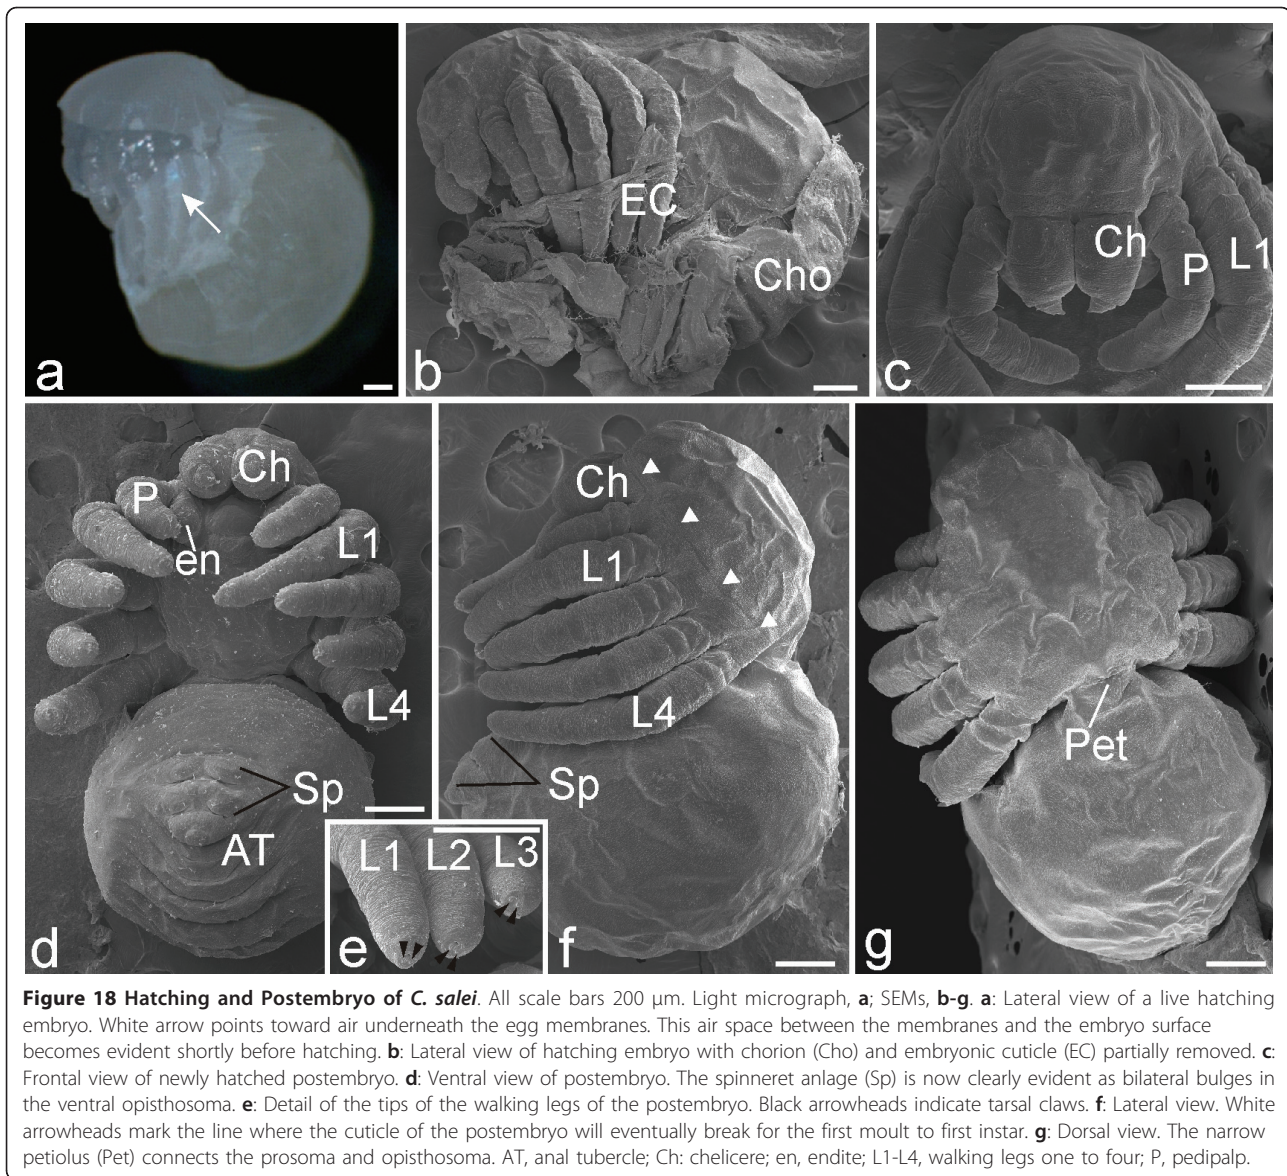 a
EC
Cho
b
Ch
P
L1
c
Ch
P
en
L1
L4
Sp
AT
d
L1
L2
L3
e
Ch
L1
L4
Sp
f
Pet
g
Figure 18 Hatching and Postembryo of C. salei. All scale bars 200 μm. Light micrograph, a; SEMs, b-g. a: Lateral view of a live hatching
embryo. White arrow points toward air underneath the egg membranes. This air space between the membranes and the embryo surface
becomes evident shortly before hatching. b: Lateral view of hatching embryo with chorion (Cho) and embryonic cuticle (EC) partially removed. c:
Frontal view of newly hatched postembryo. d: Ventral view of postembryo. The spinneret anlage (Sp) is now clearly evident as bilateral bulges in
the ventral opisthosoma. e: Detail of the tips of the walking legs of the postembryo. Black arrowheads indicate tarsal claws. f: Lateral view. White
arrowheads mark the line where the cuticle of the postembryo will eventually break for the first moult to first instar. g: Dorsal view. The narrow
petiolus (Pet) connects the prosoma and opisthosoma. AT, anal tubercle; Ch: chelicere; en, endite; L1-L4, walking legs one to four; P, pedipalp.